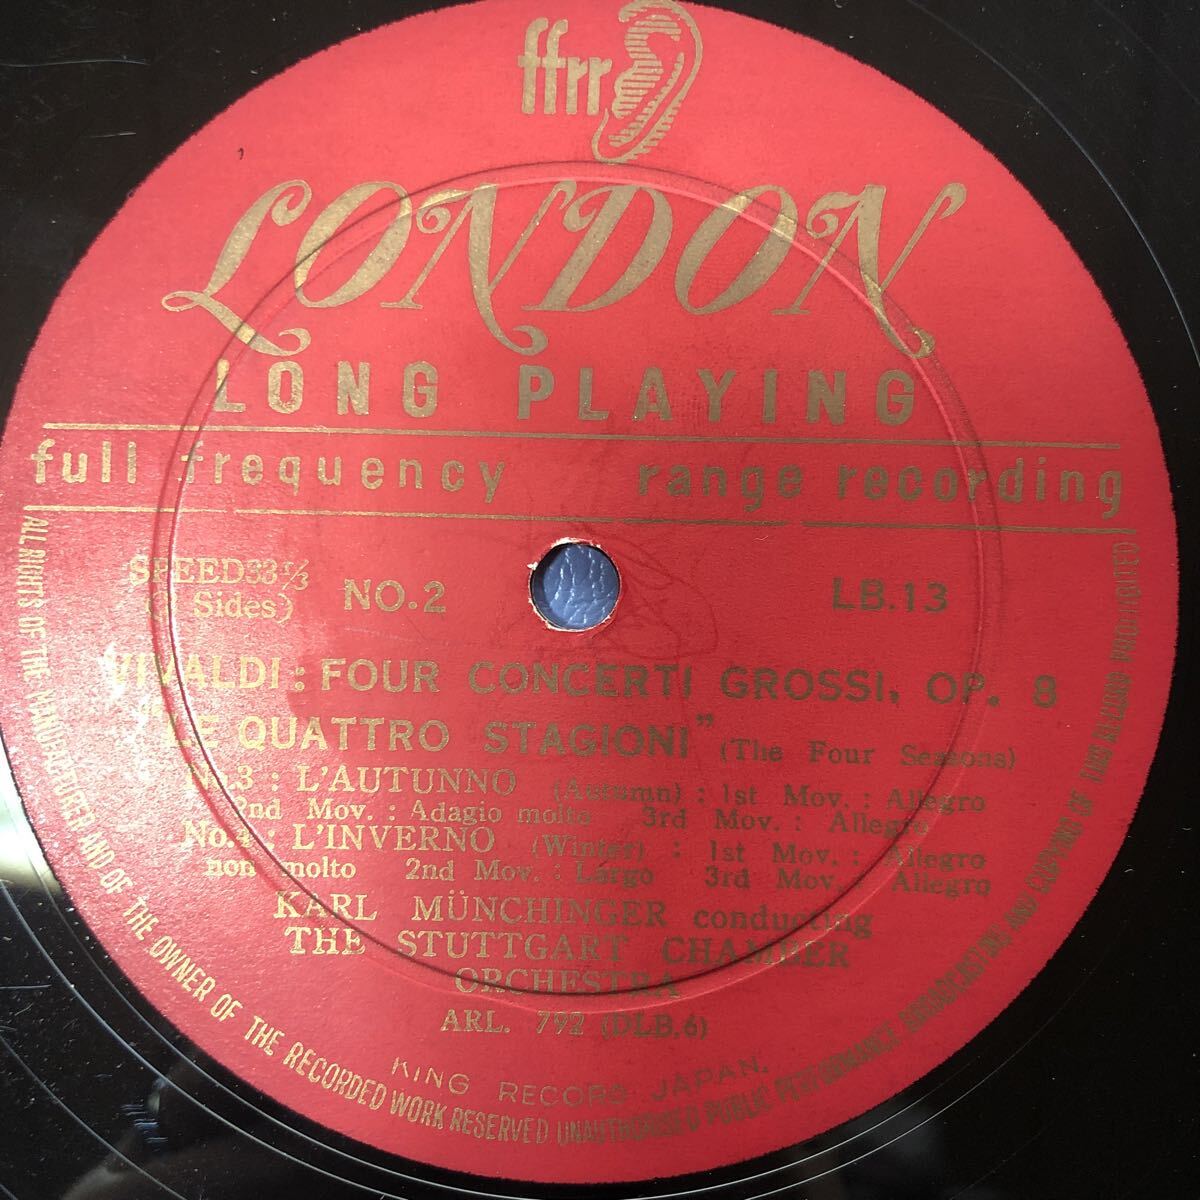 ffrr
LONDON
LONG PLAYING
full frequency range recording
SPEED33⅓
(2 Sides)
NO.2
LB.13
VIVALDI: FOUR CONCERTI GROSSI, OP. 8
"LE QUATTRO STAGIONI" (The Four Seasons)
No.3 : L'AUTUNNO (Autumn) : 1st Mov. : Allegro
2nd Mov. : Adagio molto 3rd Mov. : Allegro
No.4 : L'INVERNO (Winter) : 1st Mov. : Allegro
non molto 2nd Mov. : Largo 3rd Mov. : Allegro
KARL MÜNCHINGER conducting
THE STUTTGART CHAMBER
ORCHESTRA
ARL. 792 (DLB.6)
KING RECORD JAPAN.
ALL RIGHTS OF THE MANUFACTURER AND OF THE OWNER OF THE RECORDED WORK RESERVED UNAUTHORISED PUBLIC PERFORMANCE BROADCASTING AND COPYING OF THIS RECORD PROHIBITED